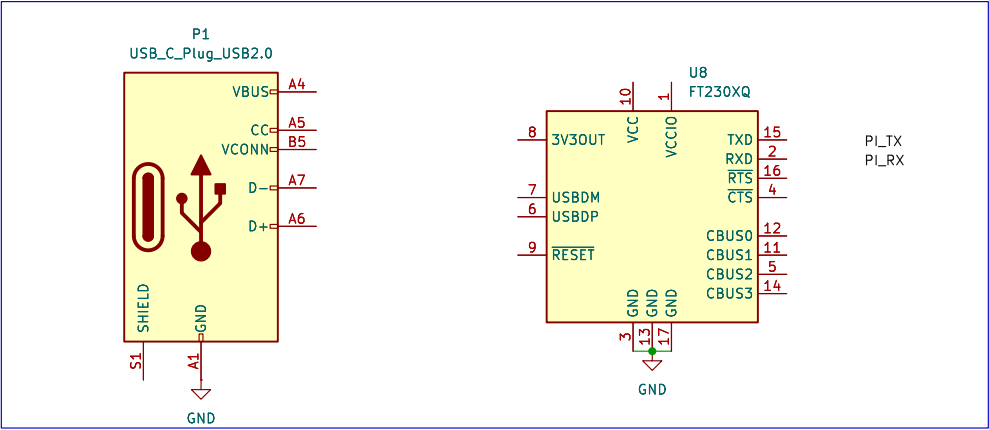 P1
USB_C_Plug_USB2.0
VBUS A4
CC A5
VCONN B5
D- A7
D+ A6
SHIELD
GND
S1
A1
GND
U8
FT230XQ
10
1
VCC
VCCIO
8 3V3OUT
TXD 15
PI_TX
RXD 2
PI_RX
RTS 16
7 USBDM
CTS 4
6 USBDP
CBUS0 12
9 RESET
CBUS1 11
CBUS2 5
CBUS3 14
GND
GND
GND
3
13
17
GND